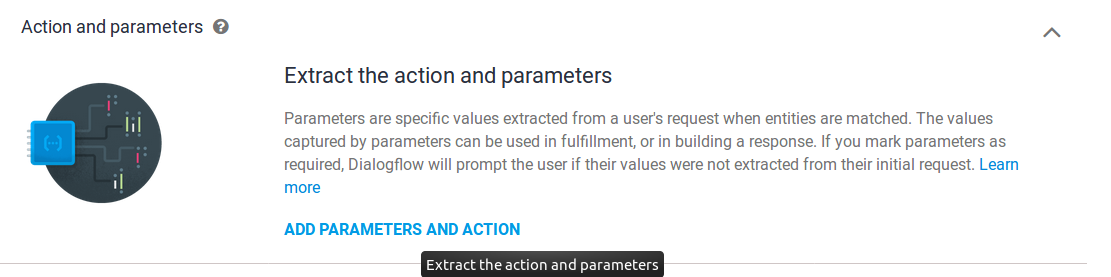 Action and parameters
Extract the action and parameters
Parameters are specific values extracted from a user's request when entities are matched. The values
captured by parameters can be used in fulfillment, or in building a response. If you mark parameters as
required, Dialogflow will prompt the user if their values were not extracted from their initial request. Learn
more
ADD PARAMETERS AND ACTION
Extract the action and parameters